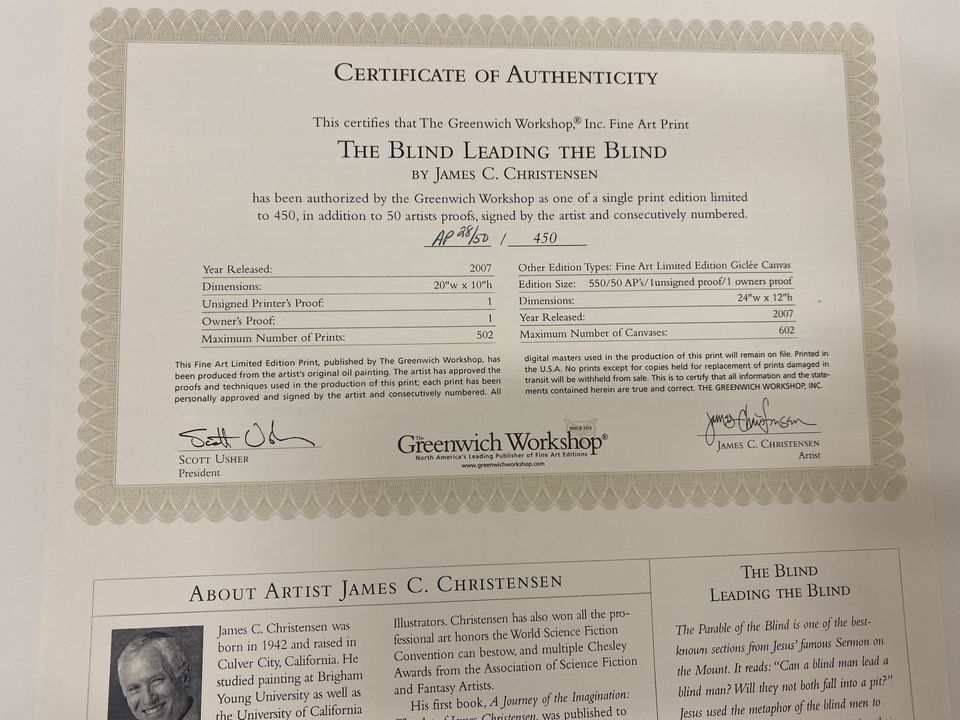 CERTIFICATE OF AUTHENTICITY
This certifies that The Greenwich Workshop,® Inc. Fine Art Print
THE BLIND LEADING THE BLIND
BY JAMES C. CHRISTENSEN
has been authorized by the Greenwich Workshop as one of a single print edition limited
to 450, in addition to 50 artists proofs, signed by the artist and consecutively numbered.
AP 28/50 / 450
Year Released: 2007
Dimensions: 20"w x 10"h
Unsigned Printer's Proof: 1
Owner's Proof: 1
Maximum Number of Prints: 502
Other Edition Types: Fine Art Limited Edition Giclée Canvas
Edition Size: 550/50 AP's/1unsigned proof/1 owners proof
Dimensions: 24"w x 12"h
Year Released: 2007
Maximum Number of Canvases: 602
This Fine Art Limited Edition Print, published by The Greenwich Workshop, has
been produced from the artist's original oil painting. The artist has approved the
proofs and techniques used in the production of this print; each print has been
personally approved and signed by the artist and consecutively numbered. All
digital masters used in the production of this print will remain on file. Printed in
the U.S.A. No prints except for copies held for replacement of prints damaged in
transit will be withheld from sale. This is to certify that all information and the state-
ments contained herein are true and correct. THE GREENWICH WORKSHOP, INC.
Scott Usher
SCOTT USHER
President
SINCE 1972
The Greenwich Workshop®
North America's Leading Publisher of Fine Art Editions
www.greenwichworkshop.com
James Christensen
JAMES C. CHRISTENSEN
Artist
ABOUT ARTIST JAMES C. CHRISTENSEN
James C. Christensen was
born in 1942 and raised in
Culver City, California. He
studied painting at Brigham
Young University as well as
the University of California
Illustrators. Christensen has also won all the pro-
fessional art honors the World Science Fiction
Convention can bestow, and multiple Chesley
Awards from the Association of Science Fiction
and Fantasy Artists.
His first book, A Journey of the Imagination:
The Art of James Christensen, was published to
THE BLIND
LEADING THE BLIND
The Parable of the Blind is one of the best-
known sections from Jesus' famous Sermon on
the Mount. It reads: "Can a blind man lead a
blind man? Will they not both fall into a pit?"
Jesus used the metaphor of the blind men to